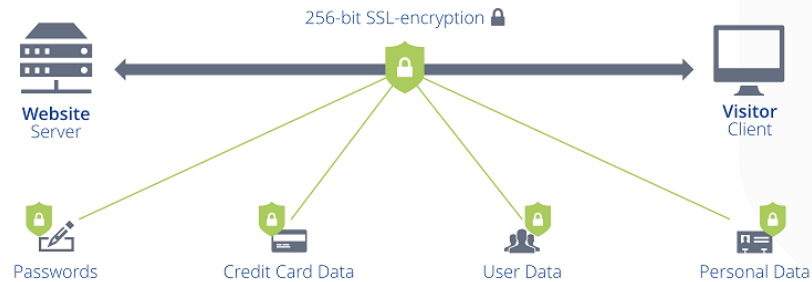 256-bit SSL-encryption
Website
Server
Visitor
Client
Passwords
Credit Card Data
User Data
Personal Data